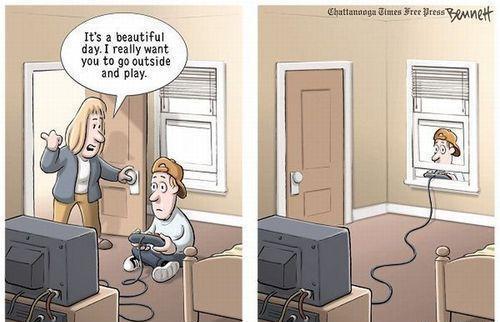 It's a beautiful
day. I really want
you to go outside
and play.
Chattanooga Times Free Press Bennett